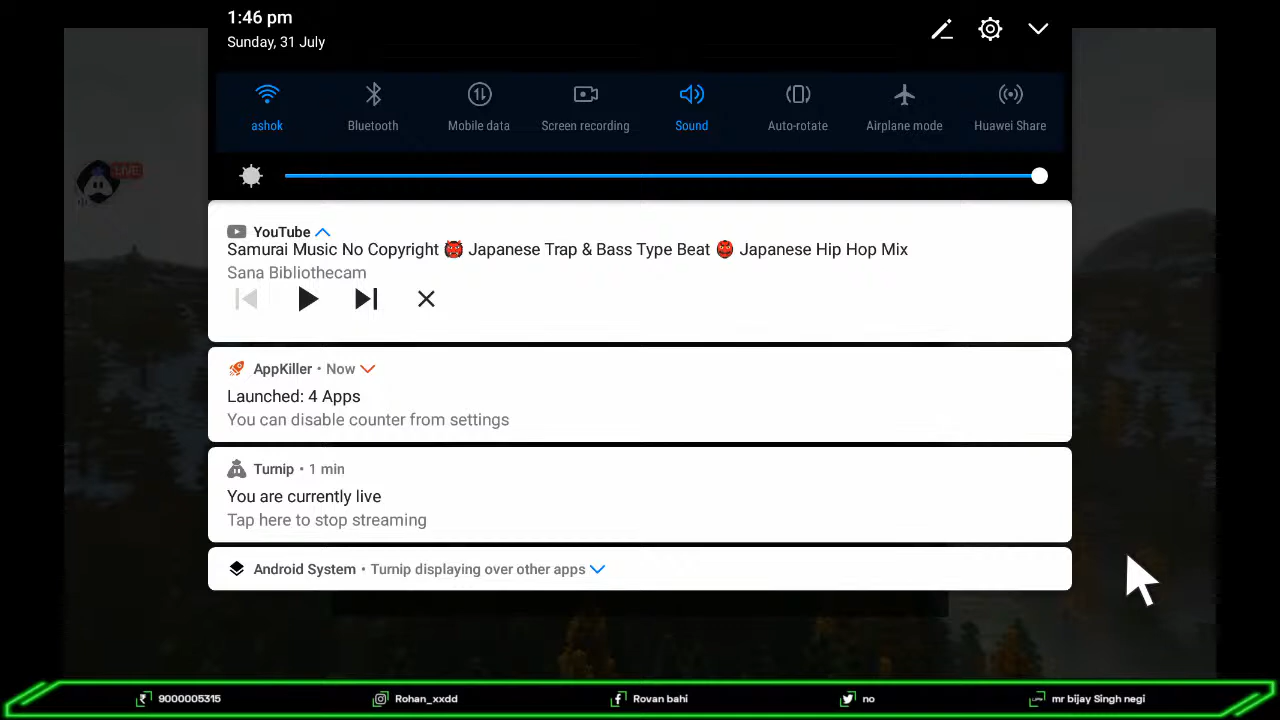 1:46 pm
Sunday, 31 July
ashok
Bluetooth
Mobile data
Screen recording
Sound
Auto-rotate
Airplane mode
Huawei Share
LIVE
YouTube
Samurai Music No Copyright 👹 Japanese Trap & Bass Type Beat 👺 Japanese Hip Hop Mix
Sana Bibliothecam
AppKiller • Now
Launched: 4 Apps
You can disable counter from settings
Turnip • 1 min
You are currently live
Tap here to stop streaming
Android System • Turnip displaying over other apps
₹ 9000005315
Rohan_xxdd
Rovan bahi
no
mr bijay Singh negi